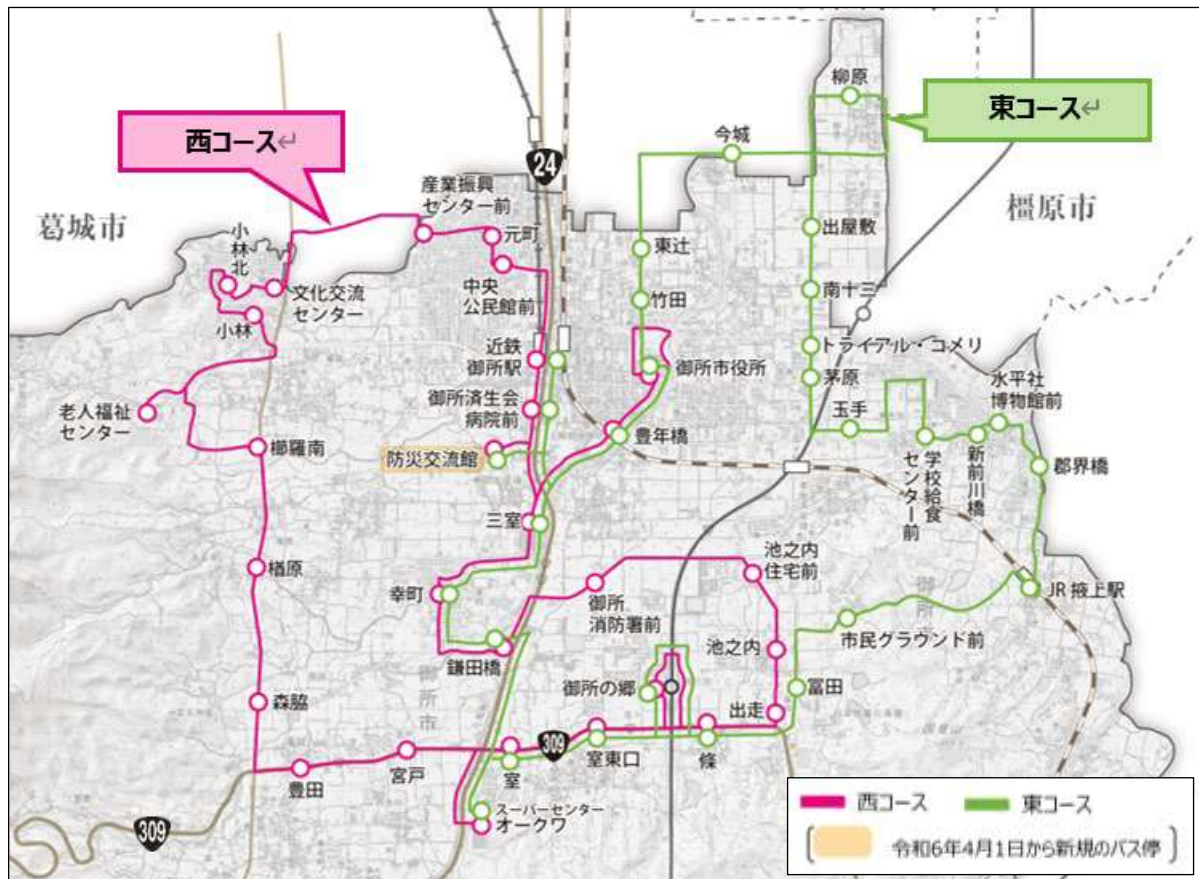 柳原
東コース↵
西コース↵
今城
24
産業振興
センター前
葛城市
橿原市
元町
出屋敷
小林北
東辻
中央
公民館前
文化交流
センター
南十三
竹田
小林
トライアル・コメリ
近鉄
御所駅
御所市役所
茅原
水平社
博物館前
老人福祉
センター
御所済生会
病院前
玉手
豊年橋
櫛羅南
防災交流館
学校給食
センター前
新前川橋
郡界橋
三室
楢原
池之内
住宅前
幸町
御所
消防署前
御所市
JR掖上駅
市民グラウンド前
鎌田橋
池之内
御所市
御所の郷
冨田
森脇
出走
室
309
室東口
條
宮戸
豊田
スーパーセンター
オークワ
309
西コース 東コース
令和6年4月1日から新規のバス停